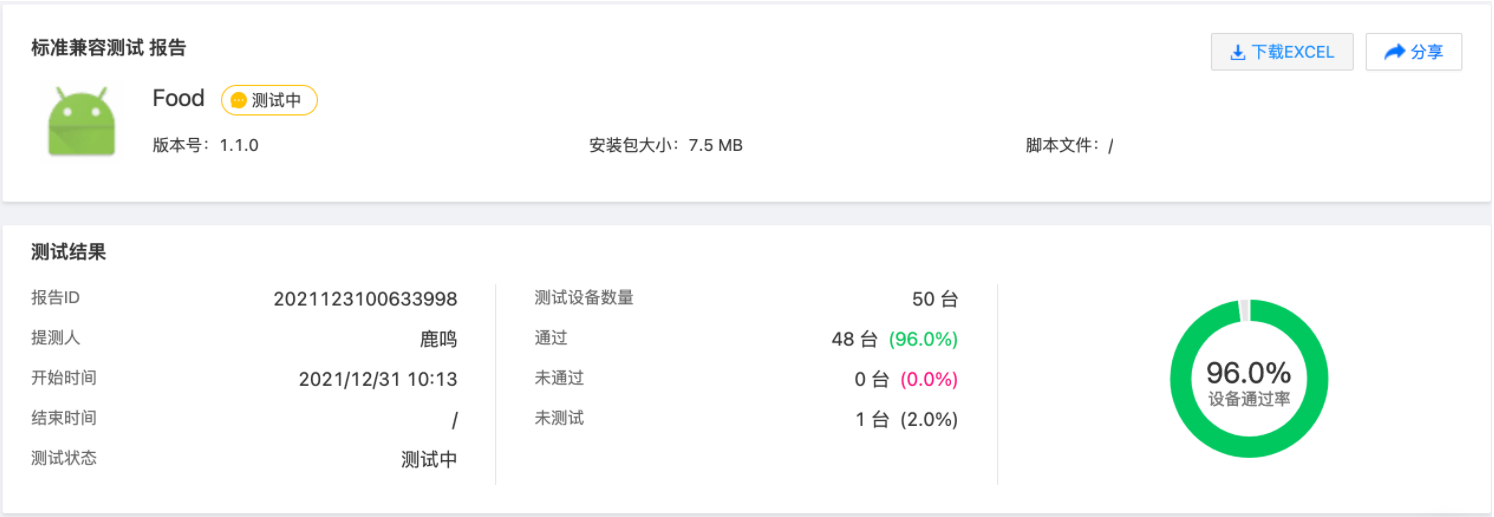 标准兼容测试 报告
下载EXCEL
分享
Food
测试中
版本号：1.1.0
安装包大小：7.5 MB
脚本文件：/
测试结果
报告ID 2021123100633998
提测人 鹿鸣
开始时间 2021/12/31 10:13
结束时间 /
测试状态 测试中
测试设备数量 50 台
通过 48 台 (96.0%)
未通过 0 台 (0.0%)
未测试 1 台 (2.0%)
96.0%
设备通过率